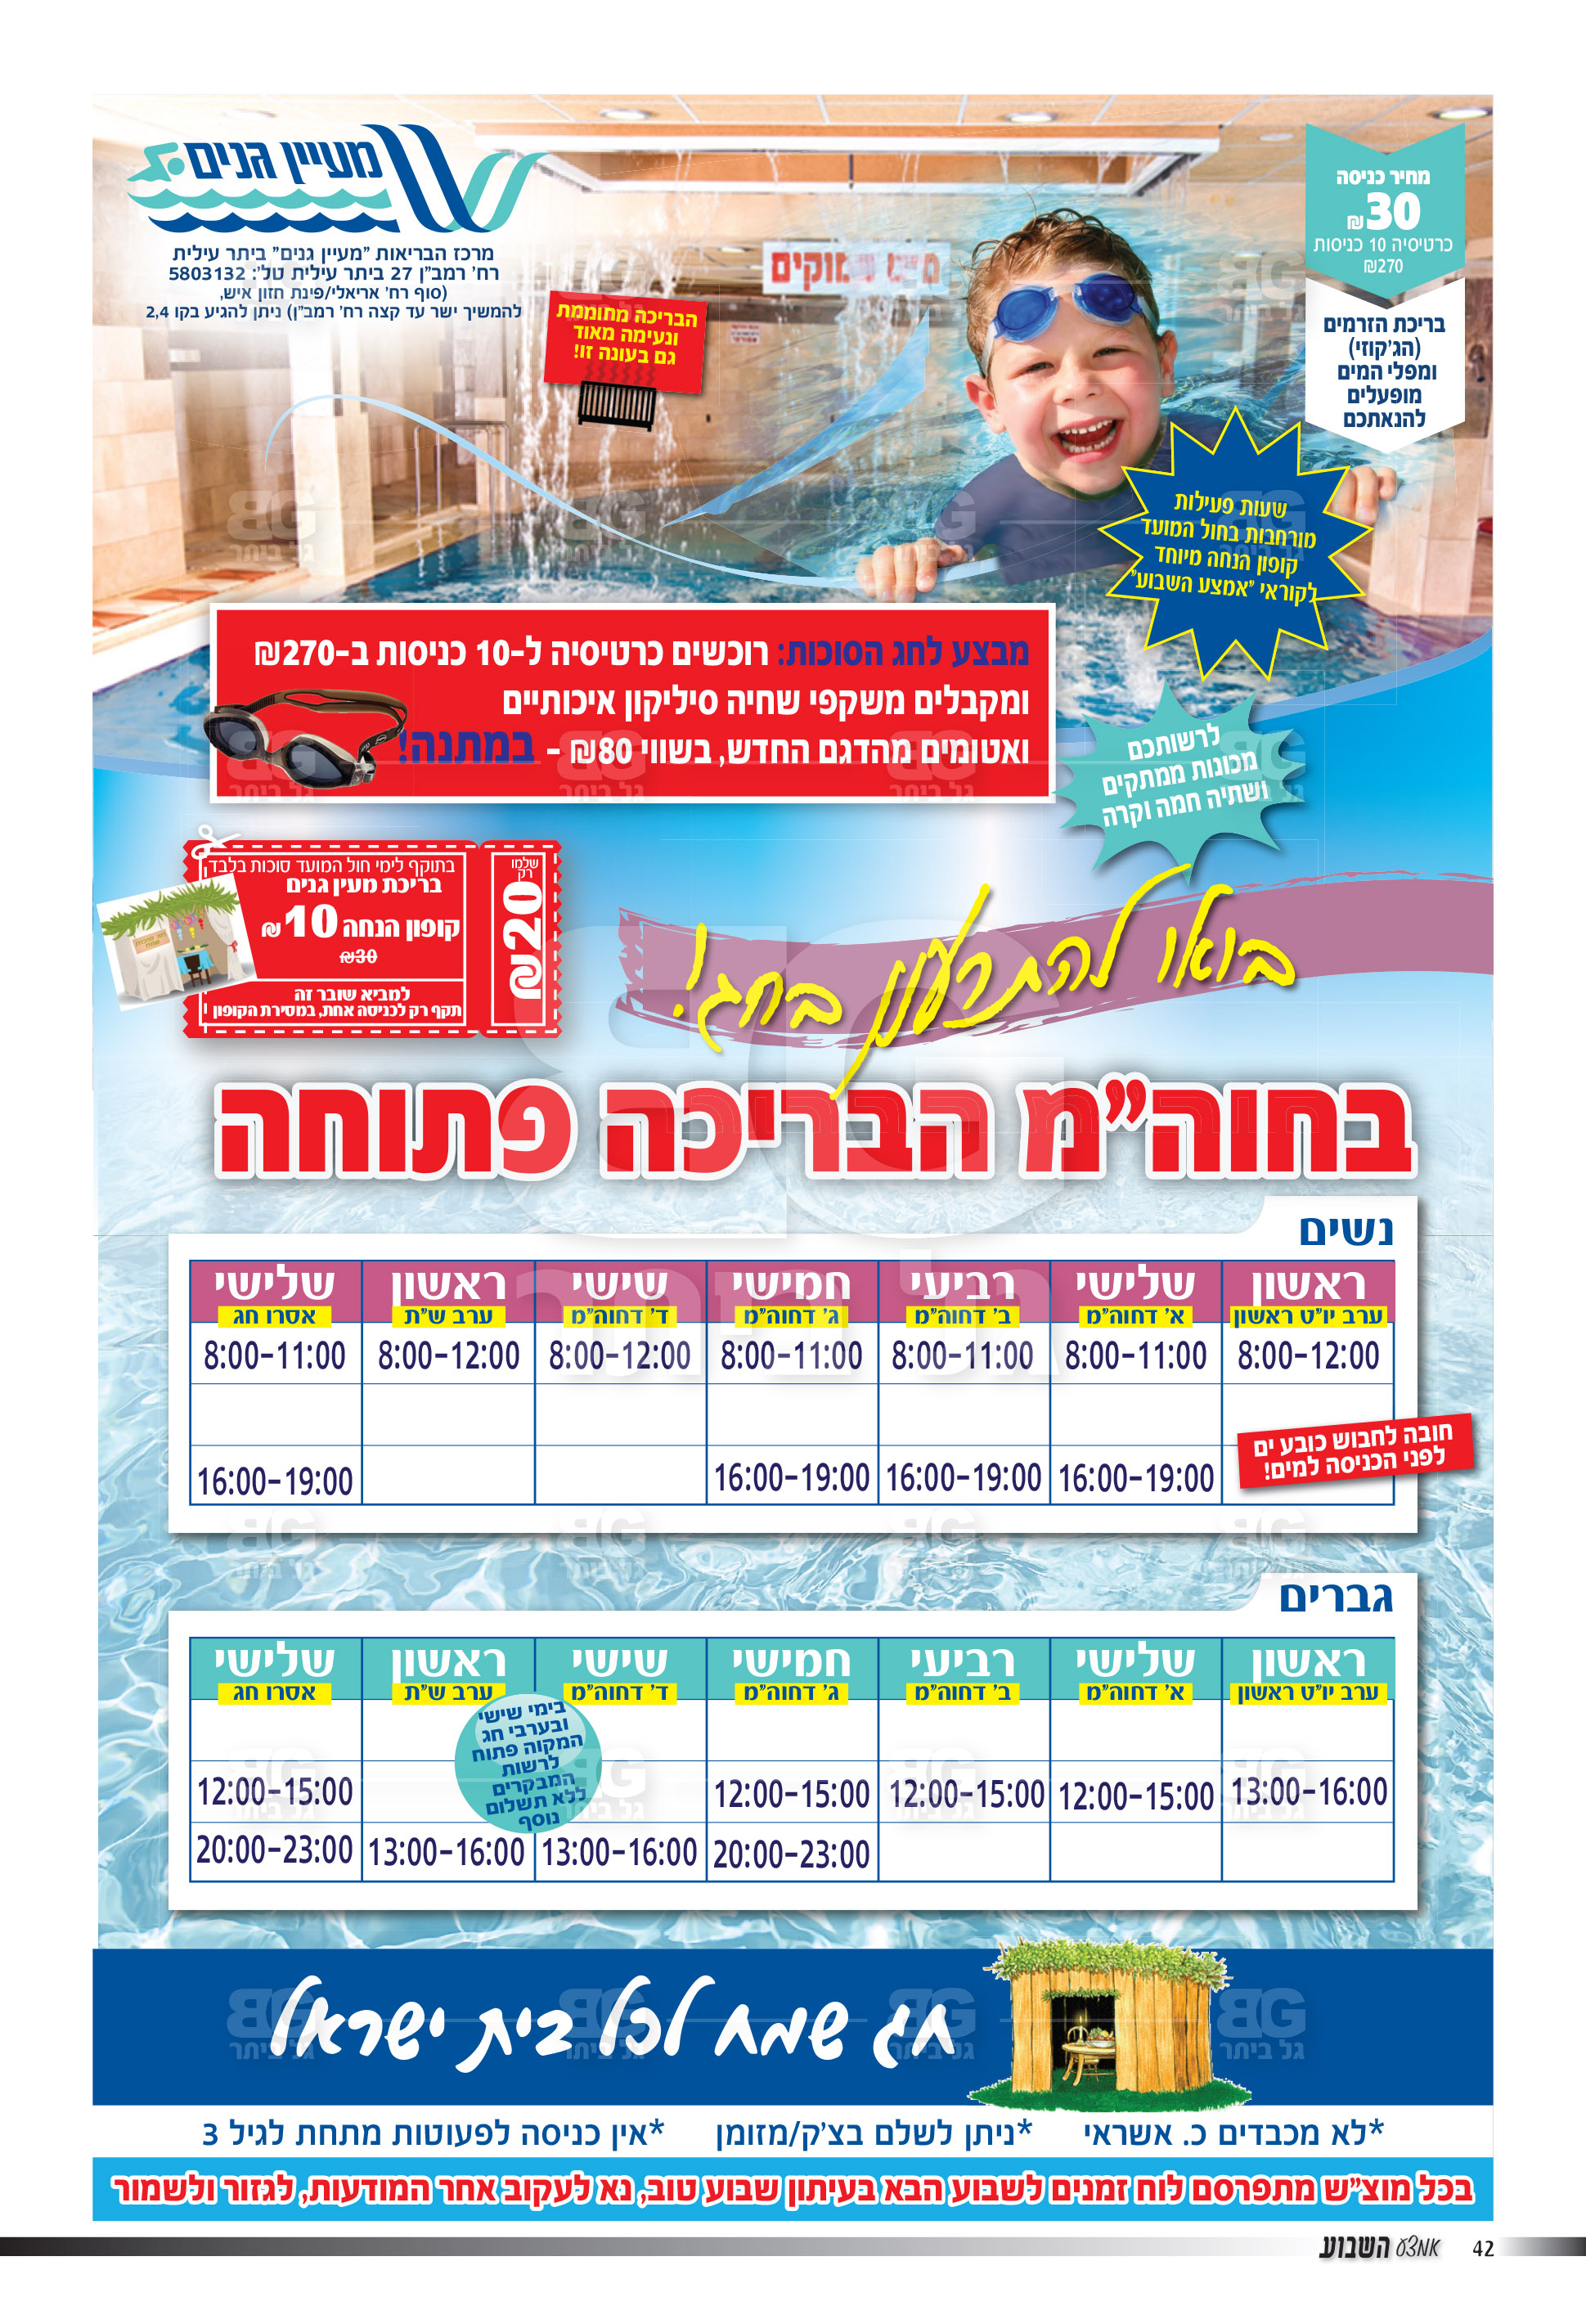 מעיין גנים
מרכז הבריאות "מעיין גנים" ביתר עילית
רח' רמב"ן 27 ביתר עילית טל': 5803132
(סוף רח' אריאלי/פינת חזון איש,
להמשיך ישר עד קצה רח' רמב"ן) ניתן להגיע בקו 2,4
מחיר כניסה
30 ₪
כרטיסיה 10 כניסות
270₪
בריכת הזרמים
(הג'קוזי)
ומפלי המים
מופעלים
להנאתכם
הבריכה מחוממת
ונעימה מאוד
גם בעונה זו!
שעות פעילות
מורחבות בחול המועד
קופון הנחה מיוחד
לקוראי "אמצע השבוע"
מבצע לחג הסוכות: רוכשים כרטיסיה ל-10 כניסות ב-270₪
ומקבלים משקפי שחיה סיליקון איכותיים
ואטומים מהדגם החדש, בשווי 80₪ - במתנה!
לרשותכם
מכונות ממתקים
ושתיה חמה וקרה
שלמו
רק
20₪
בתוקף לימי חול המועד סוכות בלבד
בריכת מעין גנים
קופון הנחה 10 ₪
30₪
למביא שובר זה
תקף רק לכניסה אחת, במסירת הקופון
בואו להתרענן בחג!
בחוה"מ הבריכה פתוחה
נשים
ראשון שלישי רביעי חמישי שישי ראשון שלישי
ערב יו"ט ראשון א' דחוה"מ ב' דחוה"מ ג' דחוה"מ ד' דחוה"מ ערב ש"ת אסרו חג
8:00-12:00 8:00-11:00 8:00-11:00 8:00-11:00 8:00-12:00 8:00-12:00 8:00-11:00
חובה לחבוש כובע ים
לפני הכניסה למים!
16:00-19:00 16:00-19:00 16:00-19:00 16:00-19:00
גברים
ראשון שלישי רביעי חמישי שישי ראשון שלישי
ערב יו"ט ראשון א' דחוה"מ ב' דחוה"מ ג' דחוה"מ ד' דחוה"מ ערב ש"ת אסרו חג
בימי שישי
ובערבי חג
המקוה פתוח
לרשות
המבקרים
ללא תשלום
נוסף
13:00-16:00 12:00-15:00 12:00-15:00 12:00-15:00 12:00-15:00
20:00-23:00 13:00-16:00 13:00-16:00 20:00-23:00
חג שמח לכל בית ישראל
*לא מכבדים כ. אשראי *ניתן לשלם בצ'ק/מזומן *אין כניסה לפעוטות מתחת לגיל 3
בכל מוצ"ש מתפרסם לוח זמנים לשבוע הבא בעיתון שבוע טוב, נא לעקוב אחר המודעות, לגזור ולשמור
42 אמצע השבוע
BG
גל ביתר